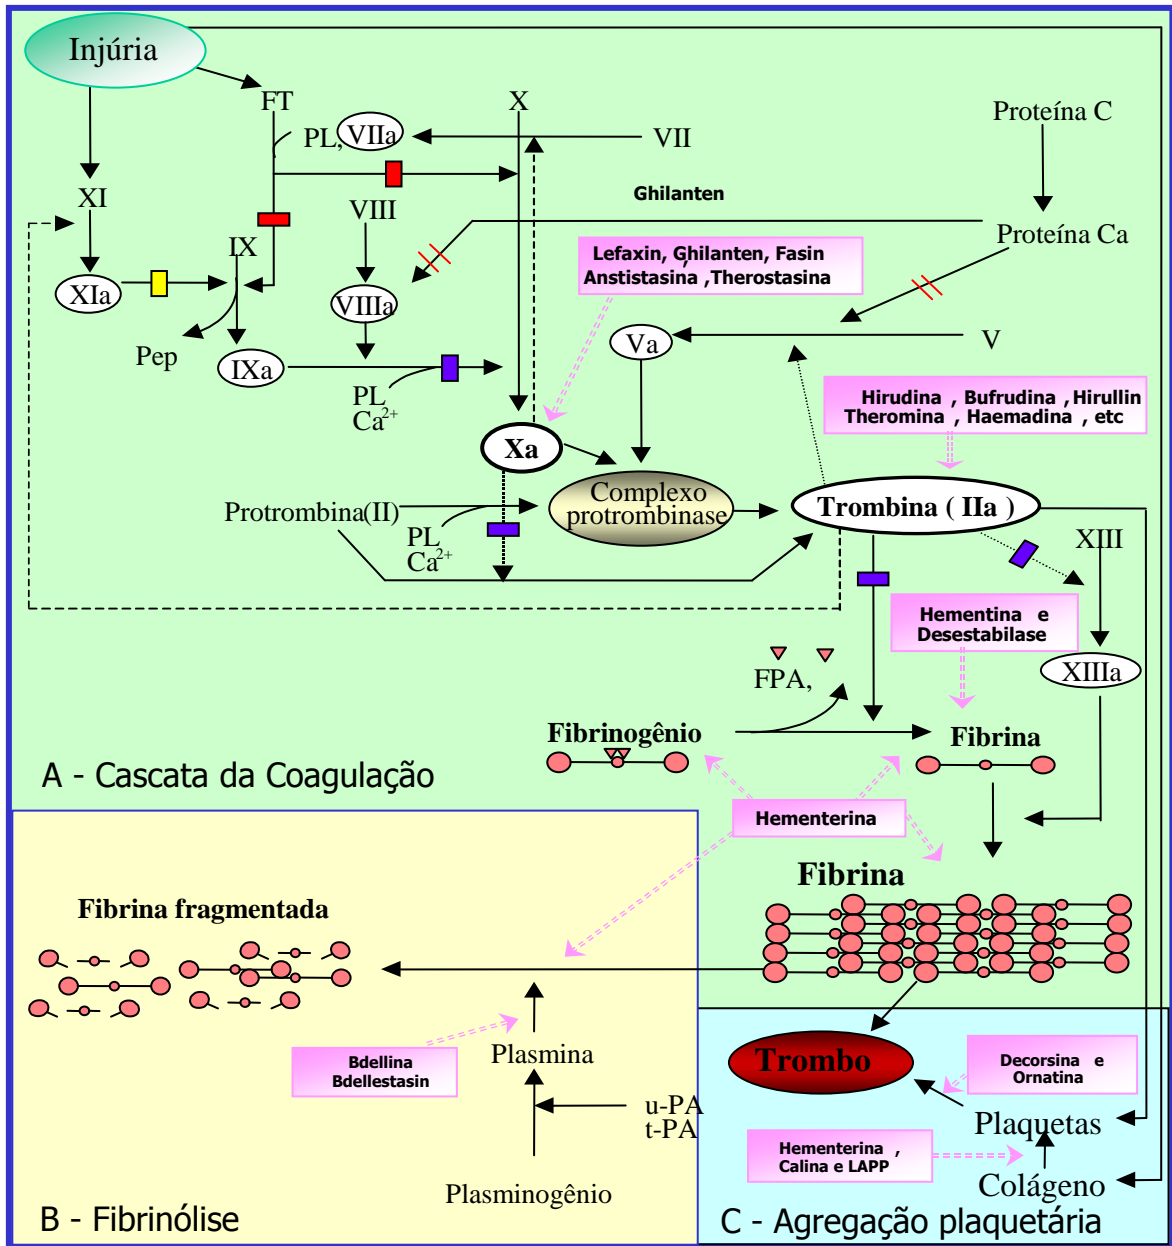 Injúria
FT
X
PL,
VIIa
VII
Proteína C
XI
VIII
Ghilanten
IX
Proteína Ca
Lefaxin, Ghilanten, Fasin
Anstistasina ,Therostasina
XIa
VIIIa
Pep
IXa
Va
V
PL
Ca2+
Hirudina , Bufrudina , Hirullin
Theromina , Haemadina , etc
Xa
Complexo
protrombinase
Protrombina(II)
Trombina ( IIa )
PL
Ca2+
XIII
Hementina e
Desestabilase
XIIIa
FPA,
Fibrinogênio
Fibrina
A - Cascata da Coagulação
Hementerina
Fibrina
Fibrina fragmentada
Bdellina
Bdellestasin
Plasmina
Trombo
Decorsina e
Ornatina
u-PA
t-PA
Plaquetas
Hementerina ,
Calina e LAPP
Plasminogênio
Colágeno
B - Fibrinólise
C - Agregação plaquetária